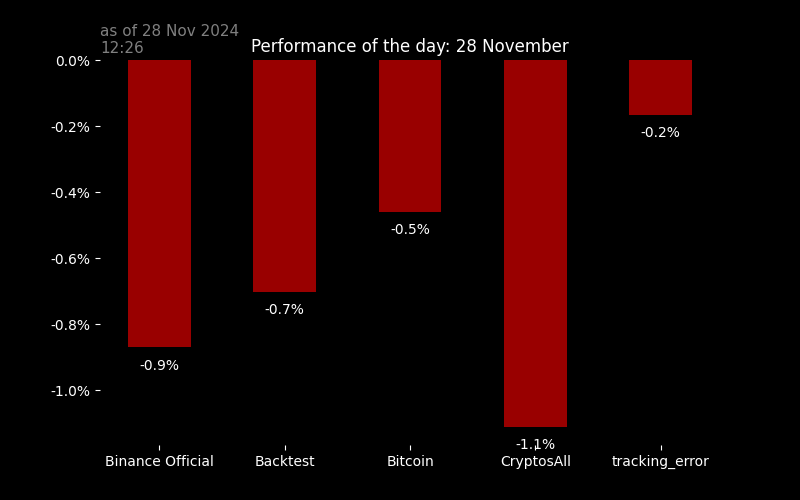 as of 28 Nov 2024
12:26
Performance of the day: 28 November
0.0%
-0.2%
-0.4%
-0.6%
-0.8%
-1.0%
-0.9%
-0.7%
-0.5%
-1.1%
-0.2%
Binance Official
Backtest
Bitcoin
CryptosAll
tracking_error